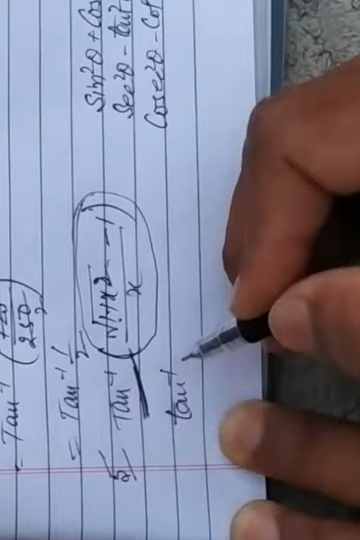 Sin²θ + Cos
Sec²θ - tan²
Cosec²θ - Cot
= Tan⁻¹
= Tan⁻¹ 1/2
5/ Tan⁻¹ (√1+x² - 1 / x)
tan⁻¹